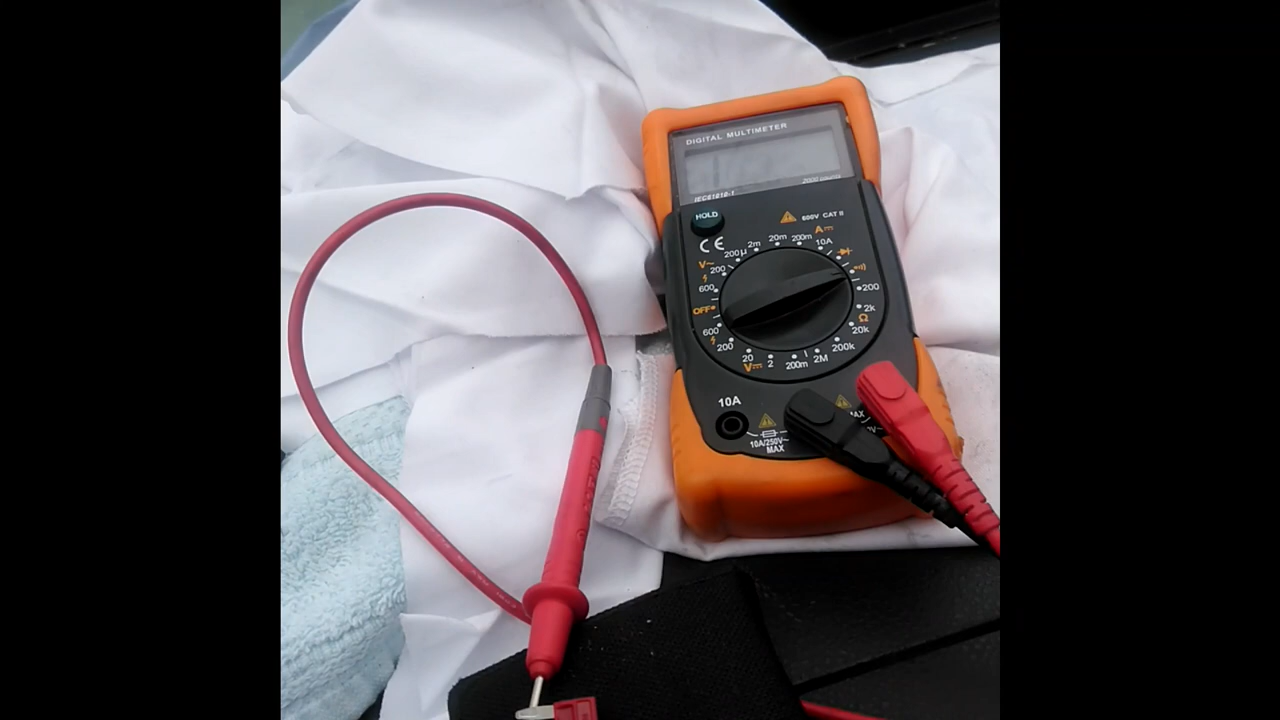 DIGITAL MULTIMETER
2000 counts
IEC61010-1
HOLD
600V CAT II
CE
A
200µ 2m 20m 200m 10A
V~
200
600
OFF
600
200
20
V
2
200m
2M
200k
20k
Ω
2k
200
10A
10A/250V
MAX
MAX